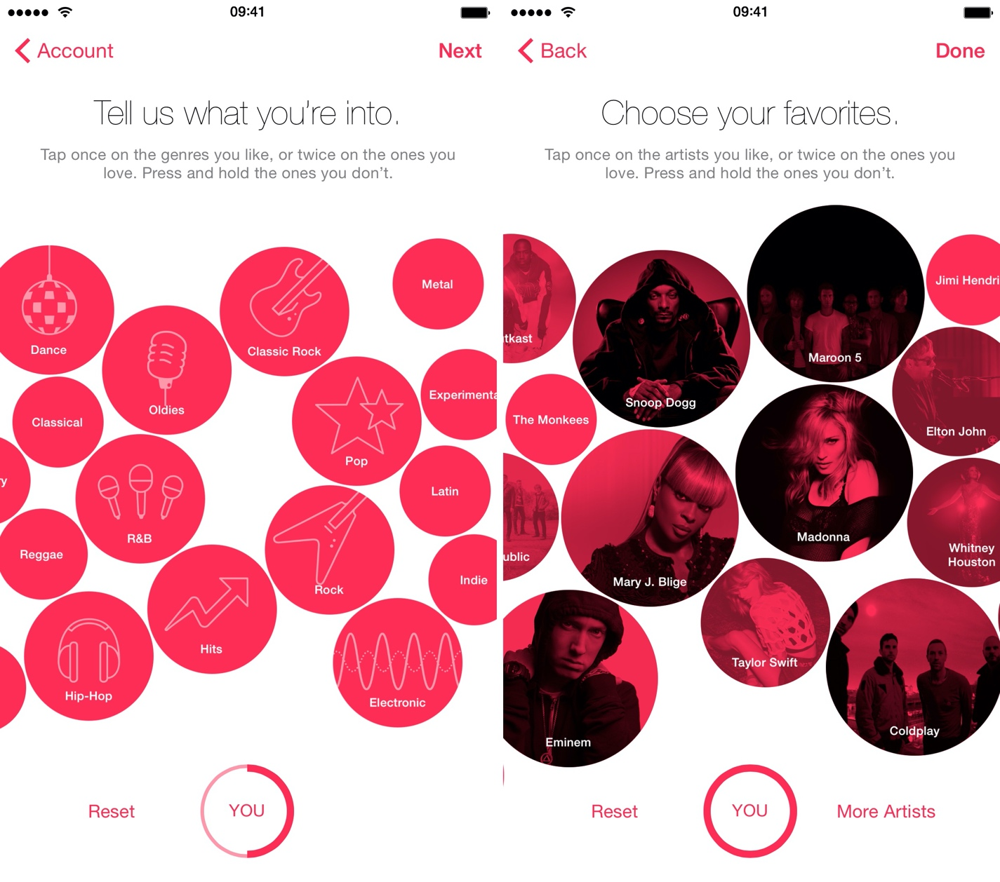 09:41
Account
Next
Tell us what you're into.
Tap once on the genres you like, or twice on the ones you
love. Press and hold the ones you don't.
Metal
Dance
Classic Rock
Experimenta
Oldies
Classical
Pop
ry
Latin
R&B
Reggae
Rock
Indie
Hits
Hip-Hop
Electronic
Reset
YOU
09:41
Back
Done
Choose your favorites.
Tap once on the artists you like, or twice on the ones you
love. Press and hold the ones you don't.
Jimi Hendri
tkast
Maroon 5
Snoop Dogg
The Monkees
Elton John
Madonna
Whitney
Houston
ublic
Mary J. Blige
Taylor Swift
Coldplay
Eminem
Reset
YOU
More Artists